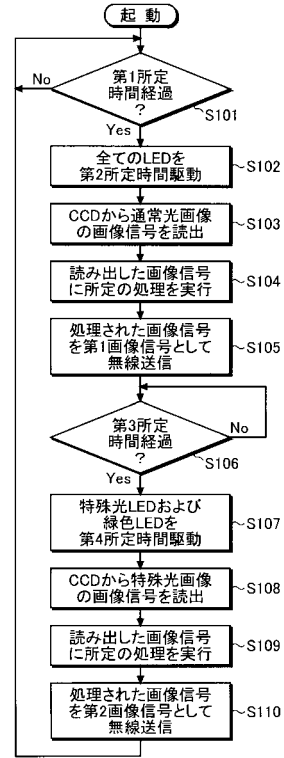 起動
第1所定
時間経過
?
No
S101
Yes
全てのLEDを
第2所定時間駆動
S102
CCDから通常光画像
の画像信号を読出
S103
読み出した画像信号
に所定の処理を実行
S104
処理された画像信号
を第1画像信号として
無線送信
S105
第3所定
時間経過
?
No
S106
Yes
特殊光LEDおよび
緑色LEDを
第4所定時間駆動
S107
CCDから特殊光画像
の画像信号を読出
S108
読み出した画像信号
に所定の処理を実行
S109
処理された画像信号
を第2画像信号として
無線送信
S110